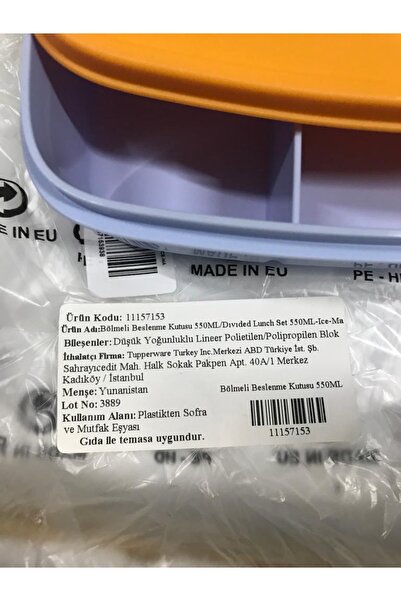 MADE IN EU
PE - H
MADE IN EU
Ürün Kodu: 11157153
Ürün Adı:Bölmeli Beslenme Kutusu 550ML/Divided Lunch Set 550ML-Ice-Ma
Bileşenler: Düşük Yoğunluklu Lineer Polietilen/Polipropilen Blok
İthalatçı Firma: Tupperware Turkey Inc.Merkezi ABD Türkiye İst. Şb.
Sahrayıcedit Mah. Halk Sokak Pakpen Apt. 40A/1 Merkez
Kadıköy / İstanbul
Menşe: Yunanistan
Lot No: 3889
Kullanım Alanı: Plastikten Sofra
ve Mutfak Eşyası
Gıda ile temasa uygundur.
Bölmeli Beslenme Kutusu 550ML
11157153